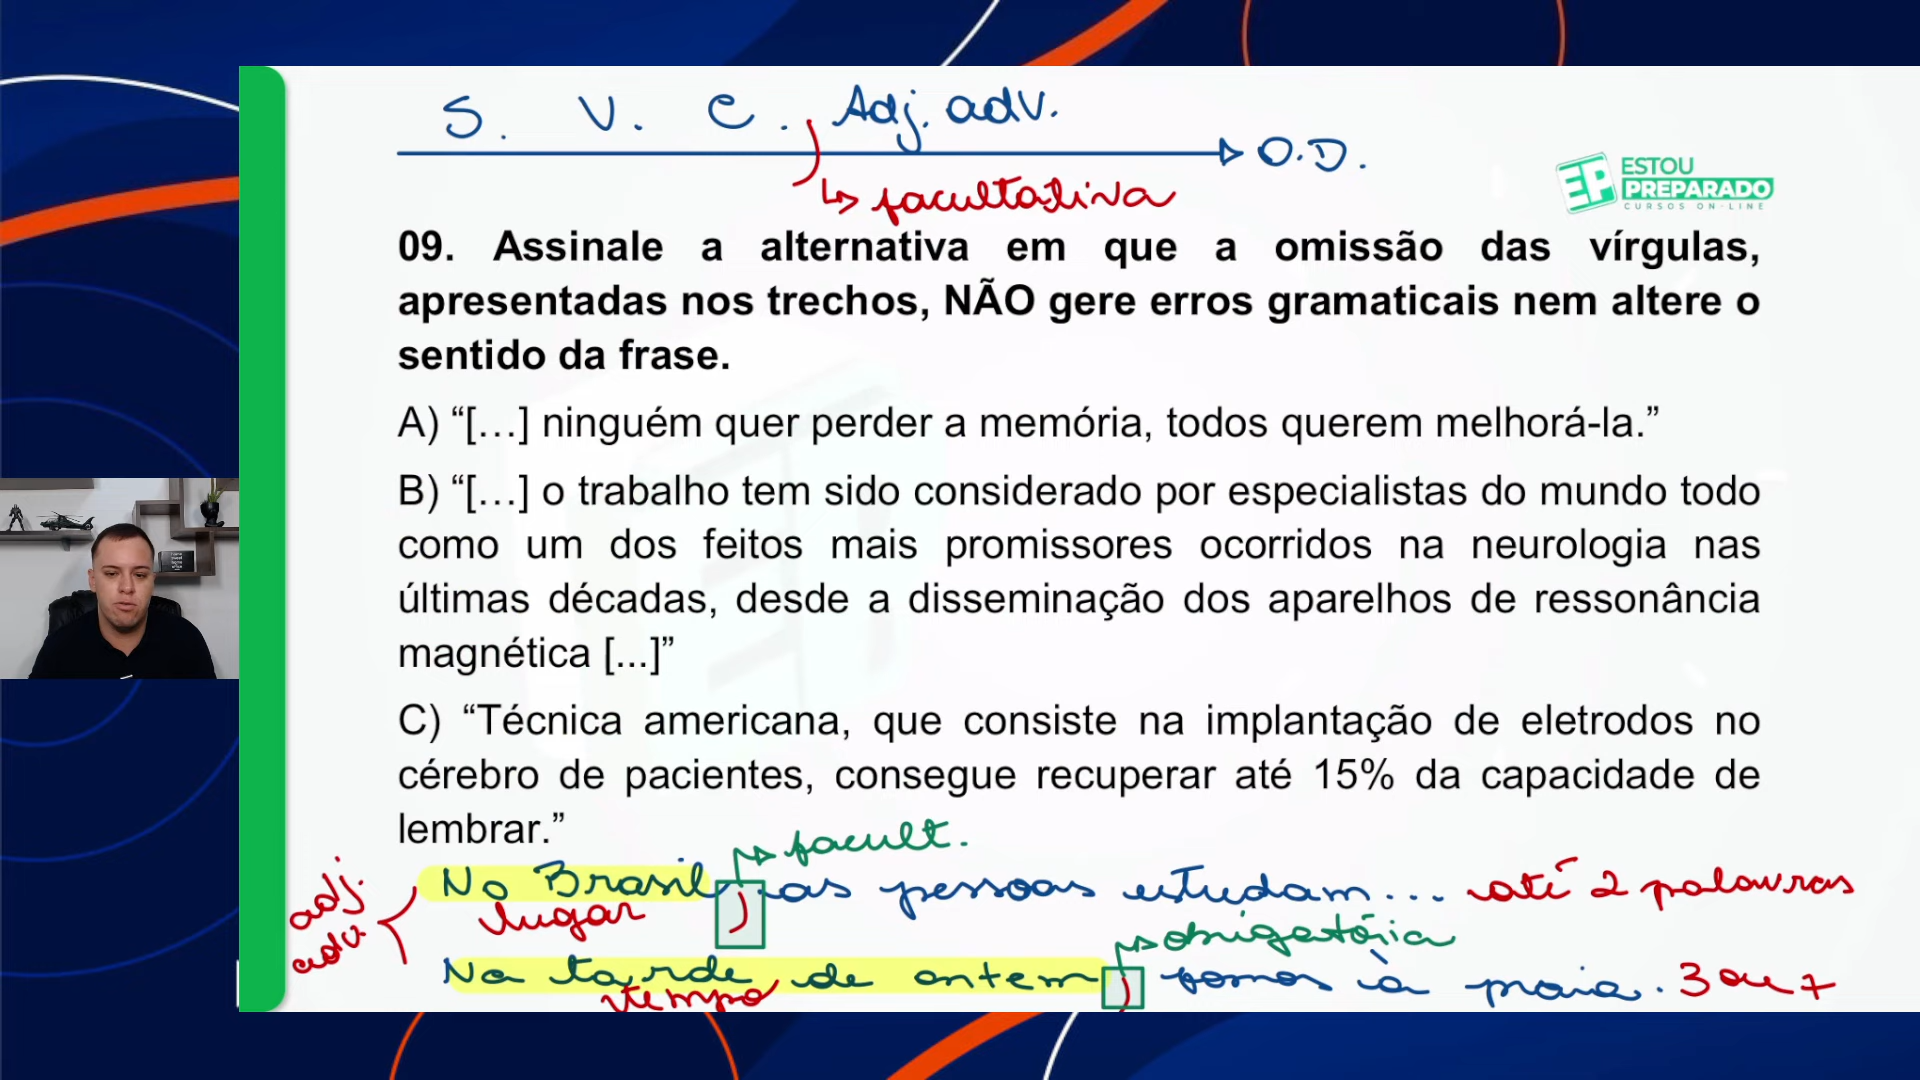 S. V. C. Adj. adv.
O.D.
↳ facultativa
ESTOU
EP PREPARADO
CURSOS ON-LINE
09. Assinale a alternativa em que a omissão das vírgulas,
apresentadas nos trechos, NÃO gere erros gramaticais nem altere o
sentido da frase.
A) “[…] ninguém quer perder a memória, todos querem melhorá-la.”
B) “[…] o trabalho tem sido considerado por especialistas do mundo todo
como um dos feitos mais promissores ocorridos na neurologia nas
últimas décadas, desde a disseminação dos aparelhos de ressonância
magnética [...]”
C) “Técnica americana, que consiste na implantação de eletrodos no
cérebro de pacientes, consegue recuperar até 15% da capacidade de
lembrar.”
facult.
adj. adv.
No Brasil, as pessoas estudam... até 2 palavras
lugar
obrigatória
Na tarde de ontem, fomos à praia. 3 ou +
tempo